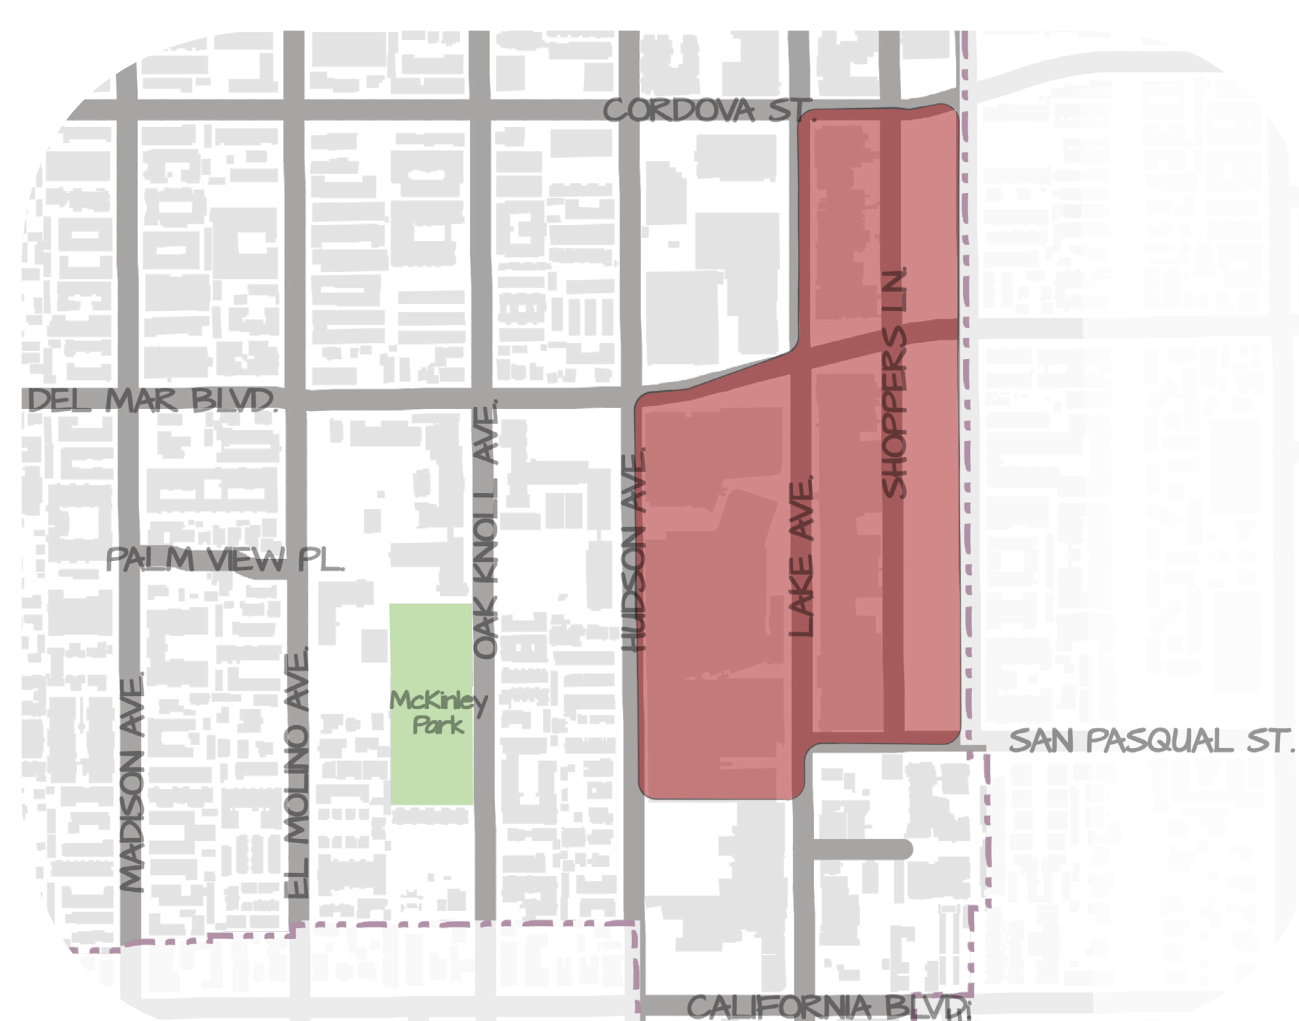 CORDOVA ST.
SHOPPERS LN.
DEL MAR BLVD.
OAK KNOLL AVE.
HUDSON AVE.
LAKE AVE.
PALM VIEW PL.
MADISON AVE.
EL MOLINO AVE.
McKinley
Park
SAN PASQUAL ST.
CALIFORNIA BLVD.